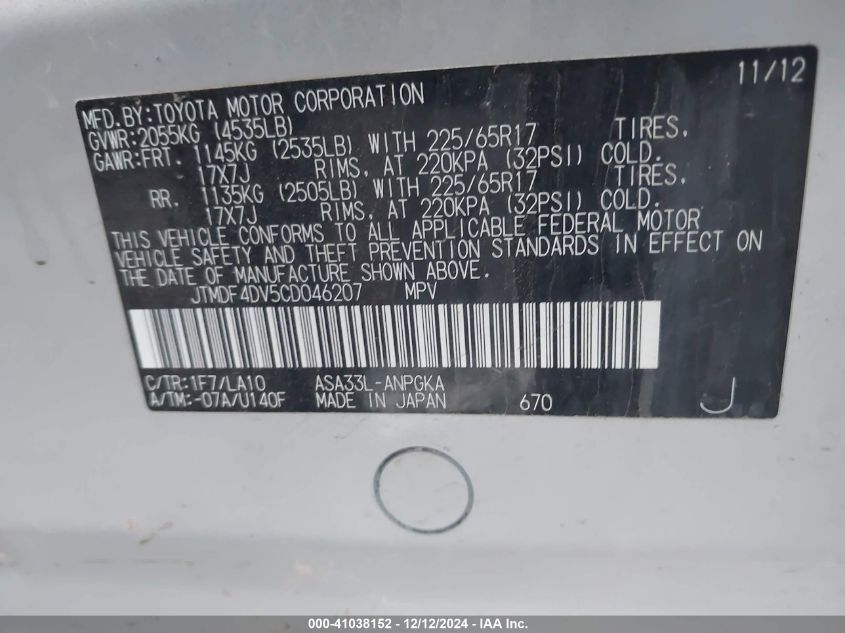 11/12
MFD.BY:TOYOTA MOTOR CORPORATION
GVWR:2055KG (4535LB)
GAWR:FRT. 1145KG (2535LB) WITH 225/65R17 TIRES,
17X7J RIMS, AT 220KPA (32PSI) COLD.
RR. 1135KG (2505LB) WITH 225/65R17 TIRES,
17X7J RIMS, AT 220KPA (32PSI) COLD.
THIS VEHICLE CONFORMS TO ALL APPLICABLE FEDERAL MOTOR
VEHICLE SAFETY AND THEFT PREVENTION STANDARDS IN EFFECT ON
THE DATE OF MANUFACTURE SHOWN ABOVE.
JTMDF4DV5CD046207 MPV
C/TR:1F7/LA10 ASA33L-ANPGKA
A/TM:-07A/U140F MADE IN JAPAN 670 J
000-41038152 - 12/12/2024 - IAA, Inc.